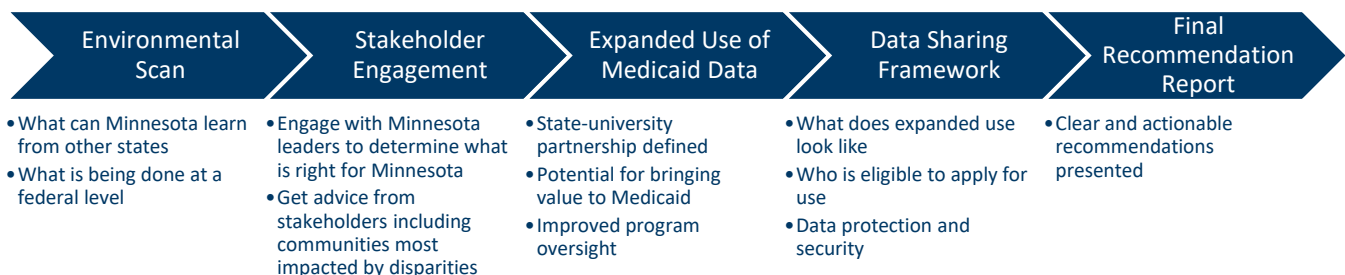 Environmental
Scan
Stakeholder
Engagement
Expanded Use of
Medicaid Data
Data Sharing
Framework
Final
Recommendation
Report
•What can Minnesota learn
from other states
•What is being done at a
federal level
•Engage with Minnesota
leaders to determine what
is right for Minnesota
•Get advice from
stakeholders including
communities most
impacted by disparities
•State-university
partnership defined
•Potential for bringing
value to Medicaid
•Improved program
oversight
•What does expanded use
look like
•Who is eligible to apply for
use
•Data protection and
security
•Clear and actionable
recommendations
presented